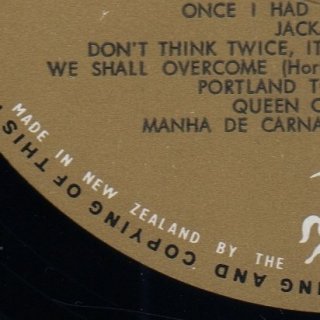 ONCE I HAD
JACK
DON'T THINK TWICE, IT
WE SHALL OVERCOME (Hor
PORTLAND T
QUEEN O
MANHA DE CARNA
MADE IN NEW ZEALAND BY THE
ING AND COPYING OF THIS